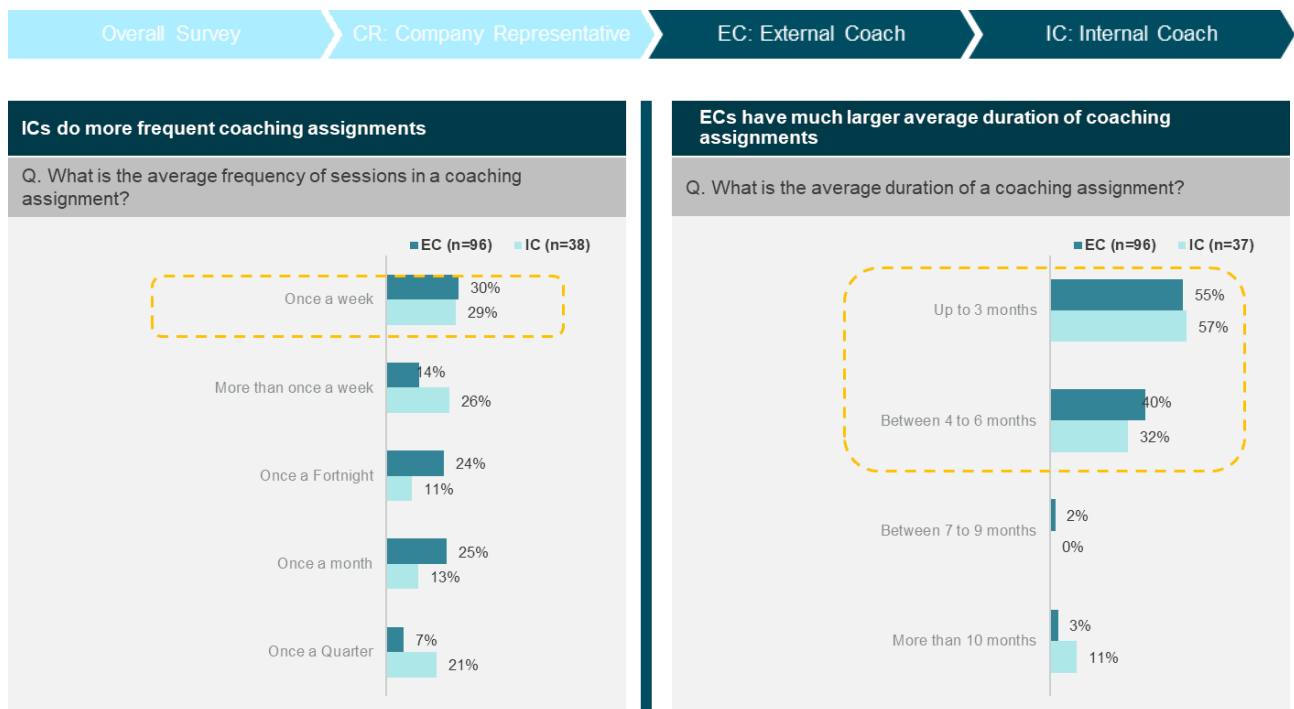 Overall Survey
CR: Company Representative
EC: External Coach
IC: Internal Coach
ICs do more frequent coaching assignments
Q. What is the average frequency of sessions in a coaching
assignment?
EC (n=96) IC (n=38)
Once a week
30%
29%
More than once a week
14%
26%
Once a Fortnight
24%
11%
Once a month
25%
13%
Once a Quarter
7%
21%
ECs have much larger average duration of coaching
assignments
Q. What is the average duration of a coaching assignment?
EC (n=96) IC (n=37)
Up to 3 months
55%
57%
Between 4 to 6 months
40%
32%
Between 7 to 9 months
2%
0%
More than 10 months
3%
11%